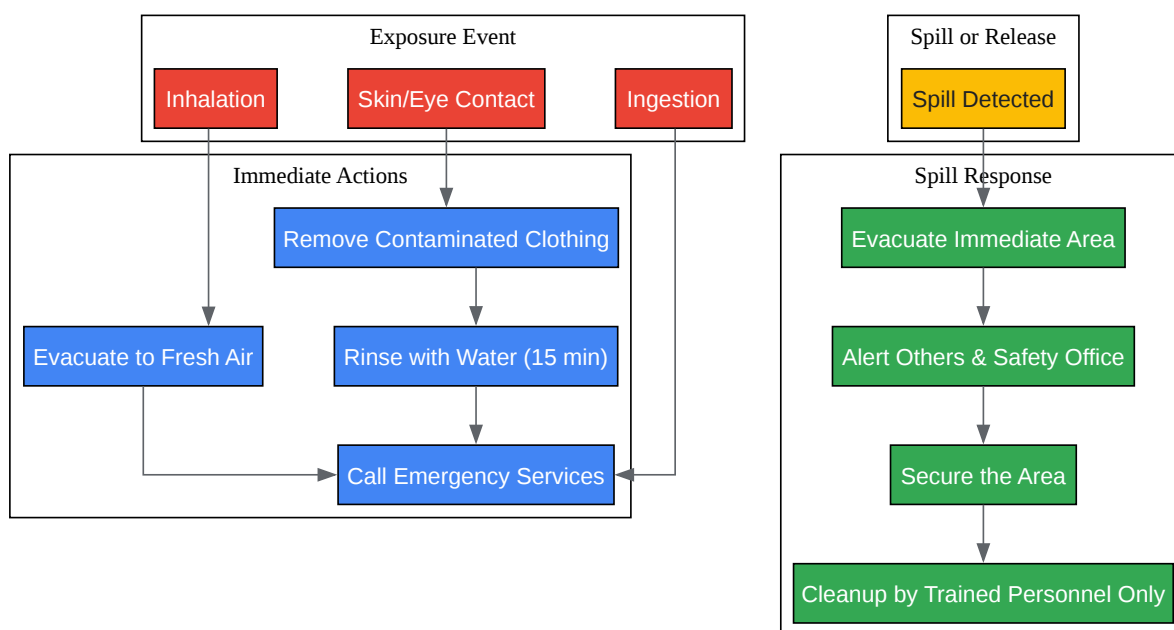 Exposure Event
Inhalation
Skin/Eye Contact
Ingestion
Immediate Actions
Remove Contaminated Clothing
Evacuate to Fresh Air
Rinse with Water (15 min)
Call Emergency Services
Spill or Release
Spill Detected
Spill Response
Evacuate Immediate Area
Alert Others & Safety Office
Secure the Area
Cleanup by Trained Personnel Only